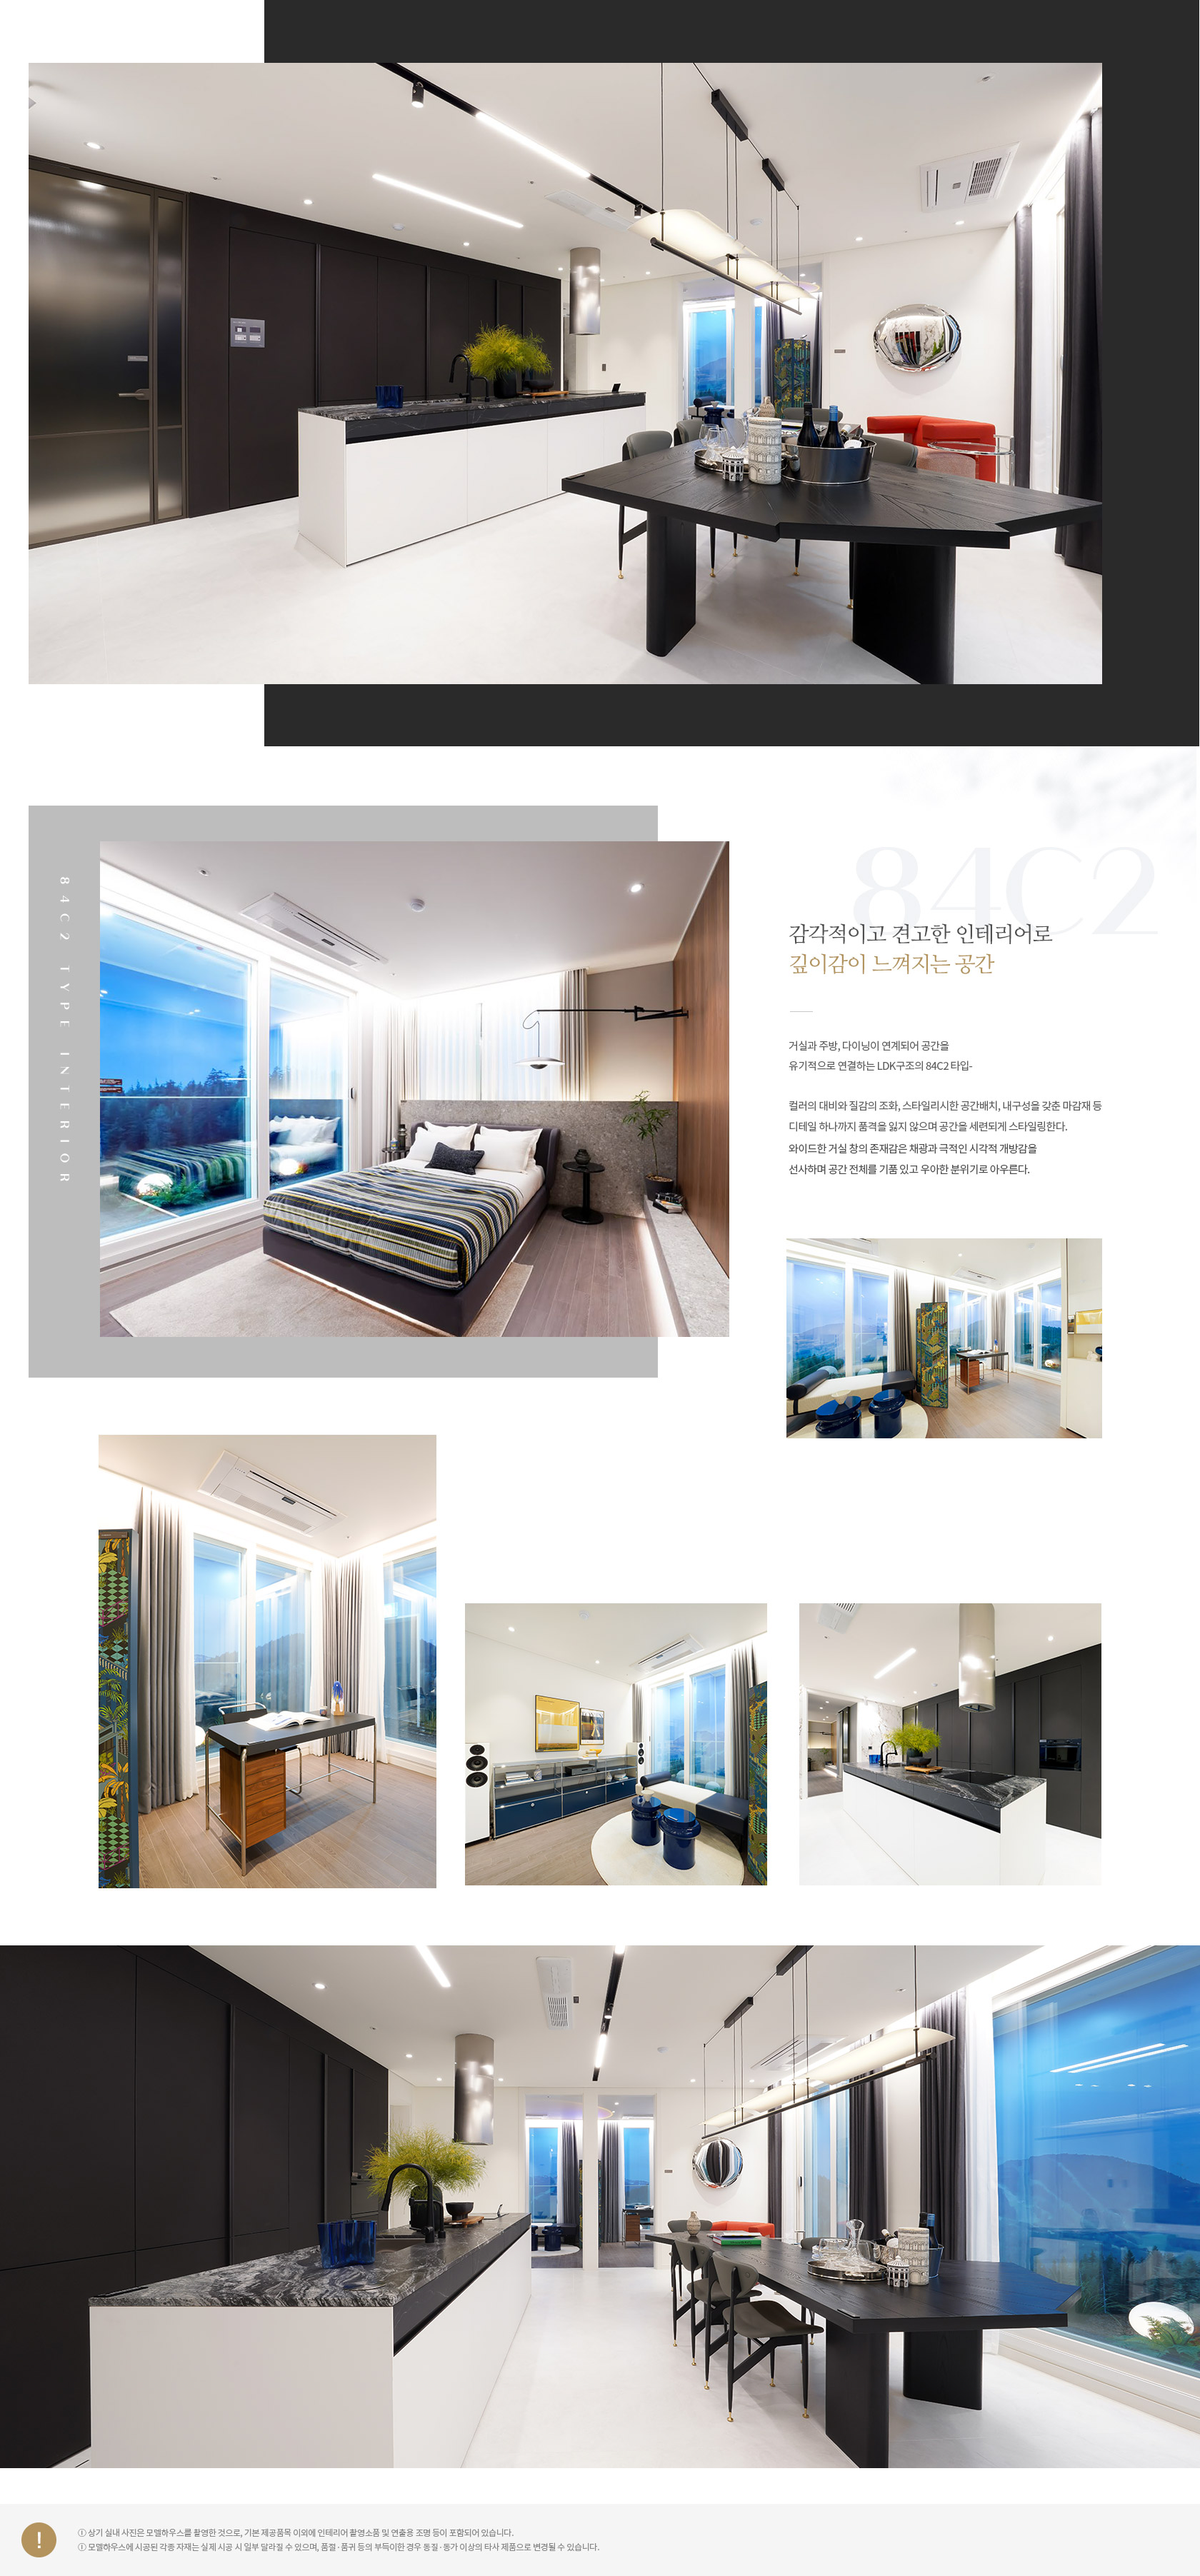 84C2 TYPE INTERIOR
84C2
감각적이고 견고한 인테리어로
깊이감이 느껴지는 공간
거실과 주방, 다이닝이 연계되어 공간을
유기적으로 연결하는 LDK구조의 84C2 타입-
컬러의 대비와 질감의 조화, 스타일리시한 공간배치, 내구성을 갖춘 마감재 등
디테일 하나까지 품격을 잃지 않으며 공간을 세련되게 스타일링한다.
와이드한 거실 창의 존재감은 채광과 극적인 시각적 개방감을
선사하며 공간 전체를 기품 있고 우아한 분위기로 아우른다.
! ① 상기 실내 사진은 모델하우스를 촬영한 것으로, 기본 제공품목 이외에 인테리어 촬영소품 및 연출용 조명 등이 포함되어 있습니다.
① 모델하우스에 시공된 각종 자재는 실제 시공 시 일부 달라질 수 있으며, 품절·품귀 등의 부득이한 경우 동질·동가 이상의 타사 제품으로 변경될 수 있습니다.